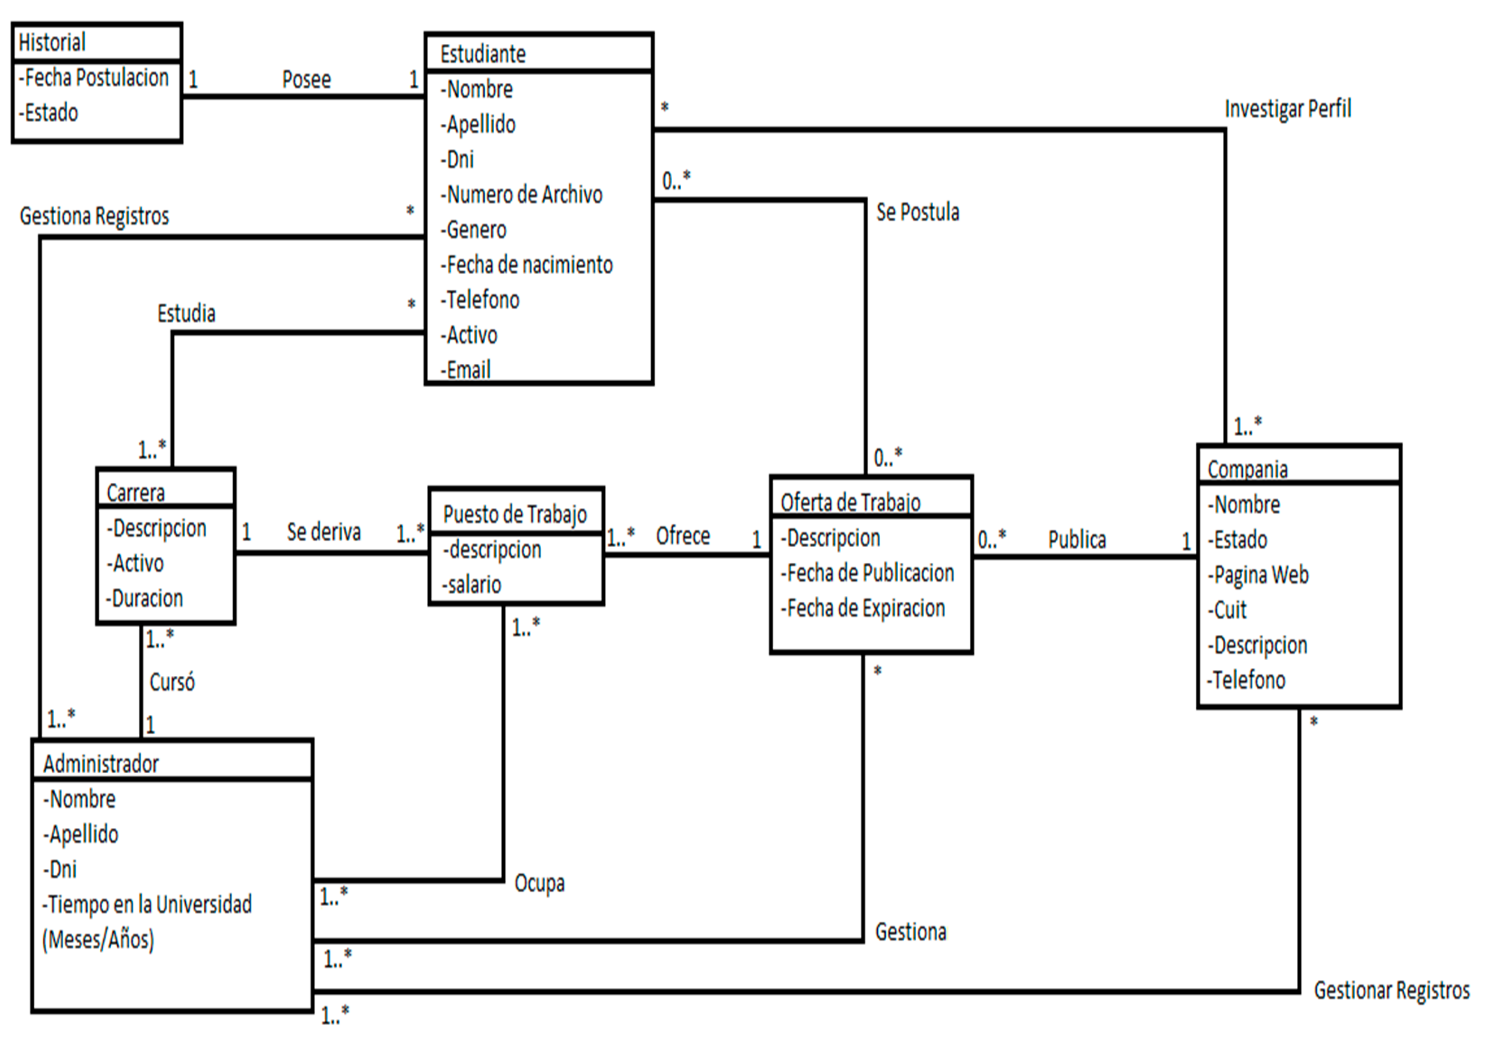 Historial
-Fecha Postulacion
-Estado
1 Posee 1
Estudiante
-Nombre
-Apellido
-Dni
-Numero de Archivo
-Genero
-Fecha de nacimiento
-Telefono
-Activo
-Email
*
Investigar Perfil
1..*
0..*
Se Postula
0..*
Gestiona Registros
*
1..*
Estudia
*
1..*
Carrera
-Descripcion
-Activo
-Duracion
1 Se deriva 1..*
Puesto de Trabajo
-descripcion
-salario
1..* Ofrece 1
Oferta de Trabajo
-Descripcion
-Fecha de Publicacion
-Fecha de Expiracion
0..* Publica 1
Compania
-Nombre
-Estado
-Pagina Web
-Cuit
-Descripcion
-Telefono
1..*
Cursó
1
Administrador
-Nombre
-Apellido
-Dni
-Tiempo en la Universidad
(Meses/Años)
1..*
Ocupa
1..*
*
Gestiona
1..*
*
Gestionar Registros
1..*